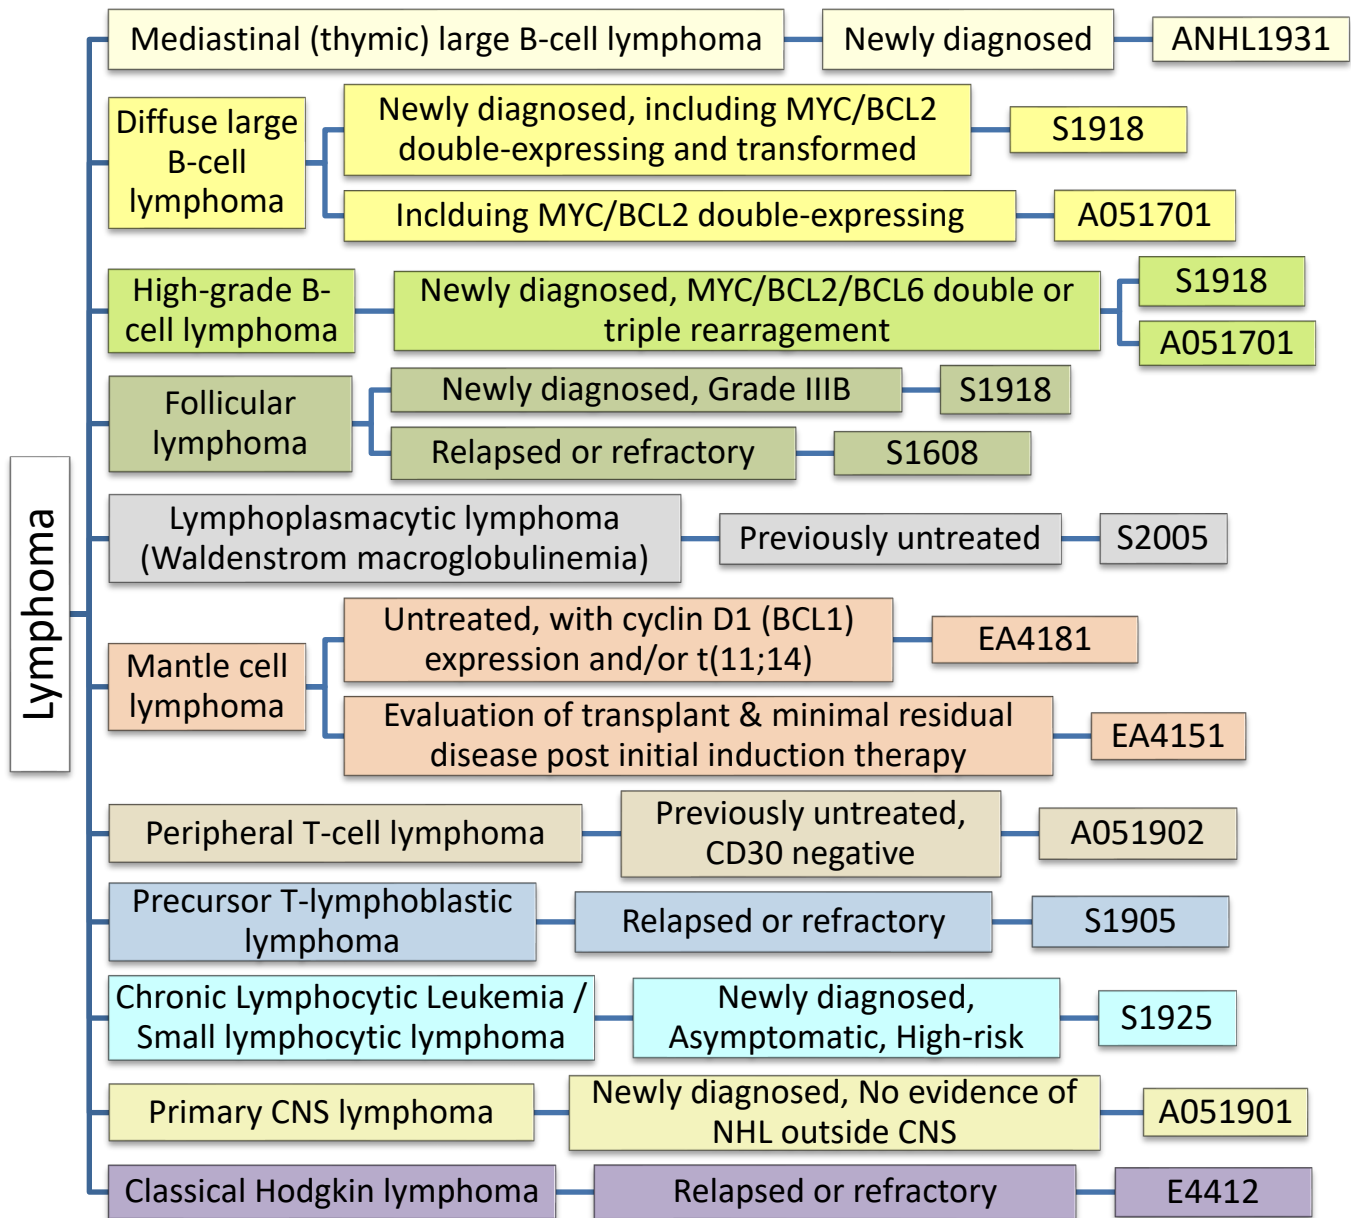 Lymphoma
Mediastinal (thymic) large B-cell lymphoma
Newly diagnosed
ANHL1931
Diffuse large
B-cell
lymphoma
Newly diagnosed, including MYC/BCL2
double-expressing and transformed
S1918
Inclduing MYC/BCL2 double-expressing
A051701
High-grade B-
cell lymphoma
Newly diagnosed, MYC/BCL2/BCL6 double or
triple rearragement
S1918
A051701
Follicular
lymphoma
Newly diagnosed, Grade IIIB
S1918
Relapsed or refractory
S1608
Lymphoplasmacytic lymphoma
(Waldenstrom macroglobulinemia)
Previously untreated
S2005
Mantle cell
lymphoma
Untreated, with cyclin D1 (BCL1)
expression and/or t(11;14)
EA4181
Evaluation of transplant & minimal residual
disease post initial induction therapy
EA4151
Peripheral T-cell lymphoma
Previously untreated,
CD30 negative
A051902
Precursor T-lymphoblastic
lymphoma
Relapsed or refractory
S1905
Chronic Lymphocytic Leukemia /
Small lymphocytic lymphoma
Newly diagnosed,
Asymptomatic, High-risk
S1925
Primary CNS lymphoma
Newly diagnosed, No evidence of
NHL outside CNS
A051901
Classical Hodgkin lymphoma
Relapsed or refractory
E4412